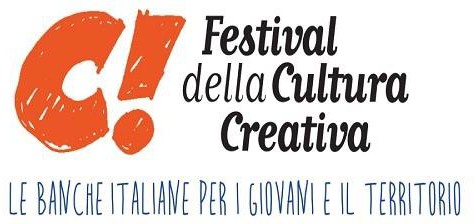 C!
Festival
della Cultura
Creativa
LE BANCHE ITALIANE PER I GIOVANI E IL TERRITORIO